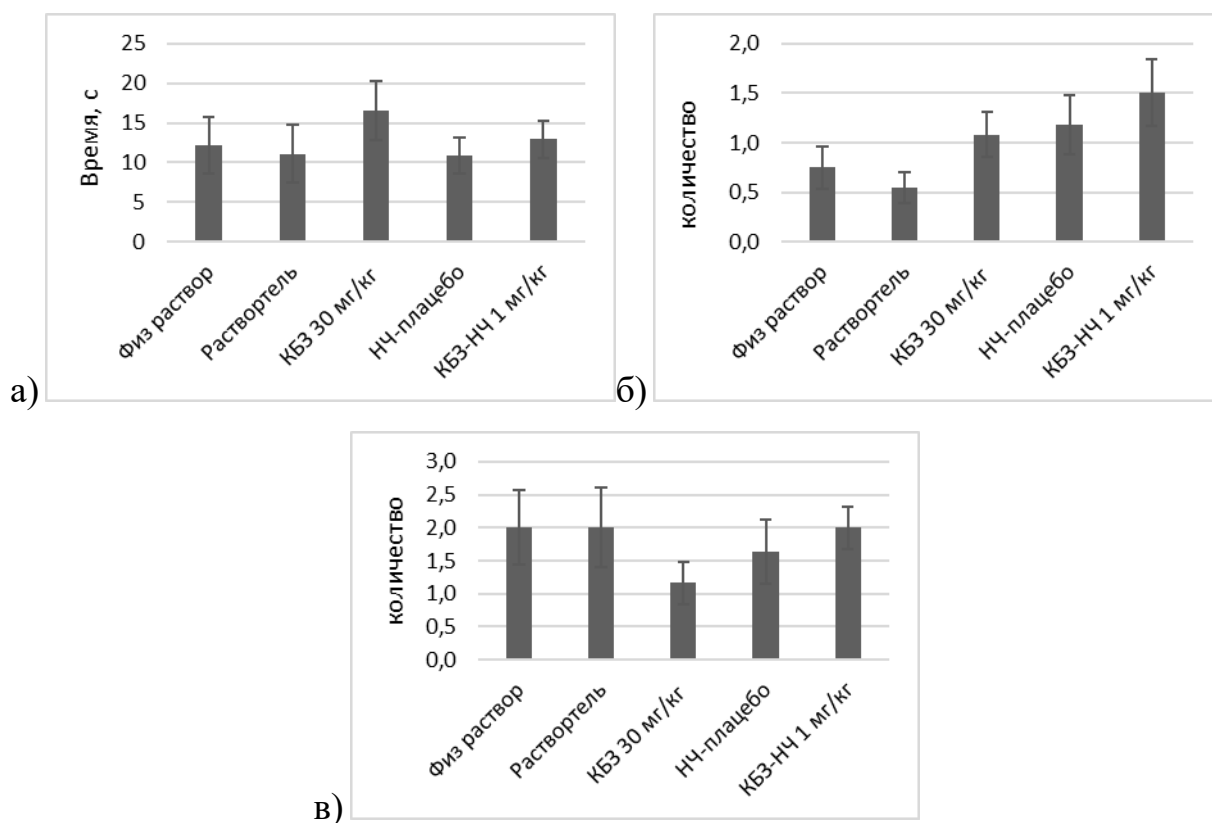 25
20
15
10
5
0
Время, с
Физ раствор
Раствортель
КБЗ 30 мг/кг
НЧ-плацебо
КБЗ-НЧ 1 мг/кг
а)
2,0
1,5
1,0
0,5
0,0
количество
Физ раствор
Раствортель
КБЗ 30 мг/кг
НЧ-плацебо
КБЗ-НЧ 1 мг/кг
б)
3,0
2,5
2,0
1,5
1,0
0,5
0,0
количество
Физ раствор
Раствортель
КБЗ 30 мг/кг
НЧ-плацебо
КБЗ-НЧ 1 мг/кг
в)